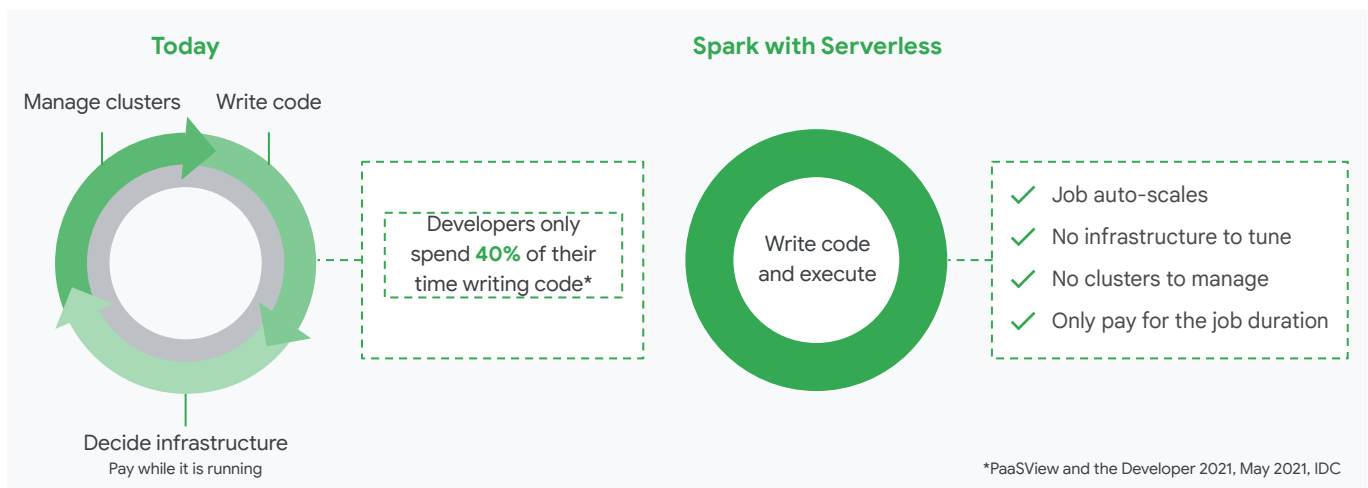 Today
Manage clusters
Write code
Developers only
spend 40% of their
time writing code*
Decide infrastructure
Pay while it is running
Spark with Serverless
Write code
and execute
Job auto-scales
No infrastructure to tune
No clusters to manage
Only pay for the job duration
*PaaSView and the Developer 2021, May 2021, IDC